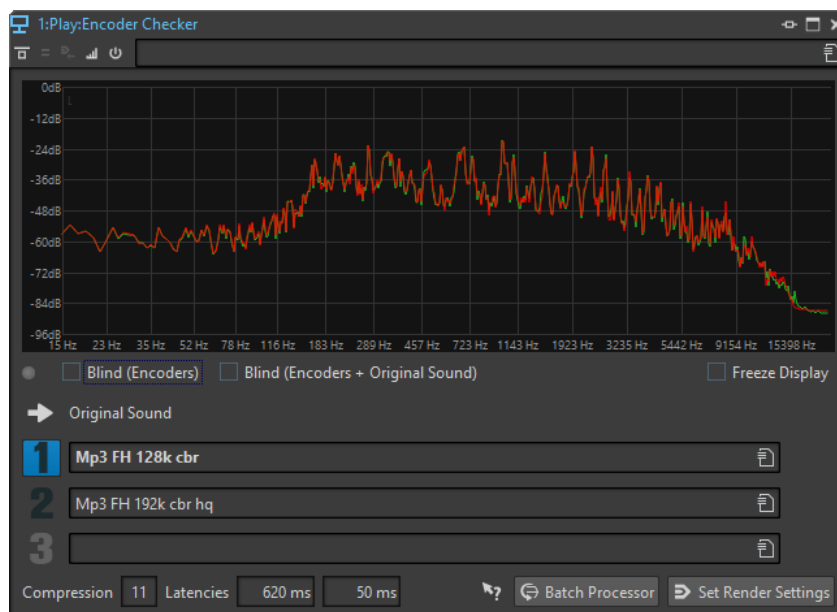 1:Play:Encoder Checker
0dB
1
-12dB
-24dB
-36dB
-48dB
-60dB
-72dB
-84dB
-96dB
15 Hz 23 Hz 35 Hz 52 Hz 78 Hz 116 Hz 183 Hz 289 Hz 457 Hz 723 Hz 1143 Hz 1923 Hz 3235 Hz 5442 Hz 9154 Hz 15398 Hz
Blind (Encoders) Blind (Encoders + Original Sound) Freeze Display
Original Sound
1 Mp3 FH 128k cbr
2 Mp3 FH 192k cbr hq
3
Compression 11 Latencies 620 ms 50 ms ? Batch Processor Set Render Settings